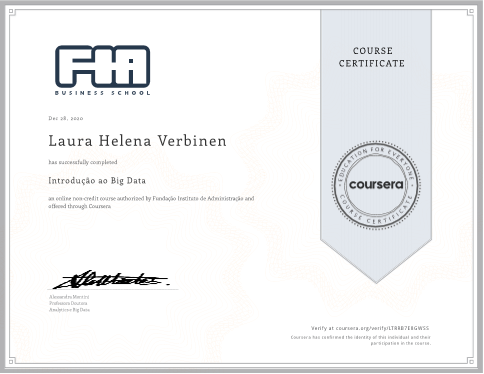 FIA
BUSINESS SCHOOL
COURSE
CERTIFICATE
Dec 28, 2020
Laura Helena Verbinen
has successfully completed
Introdução ao Big Data
an online non-credit course authorized by Fundação Instituto de Administração and
offered through Coursera
EDUCATION FOR EVERYONE
coursera
COURSE CERTIFICATE
Alessandra Montini
Professora Doutora
Analytics e Big Data
Verify at coursera.org/verify/
Coursera has confirmed the identity of this individual and their
participation in the course.